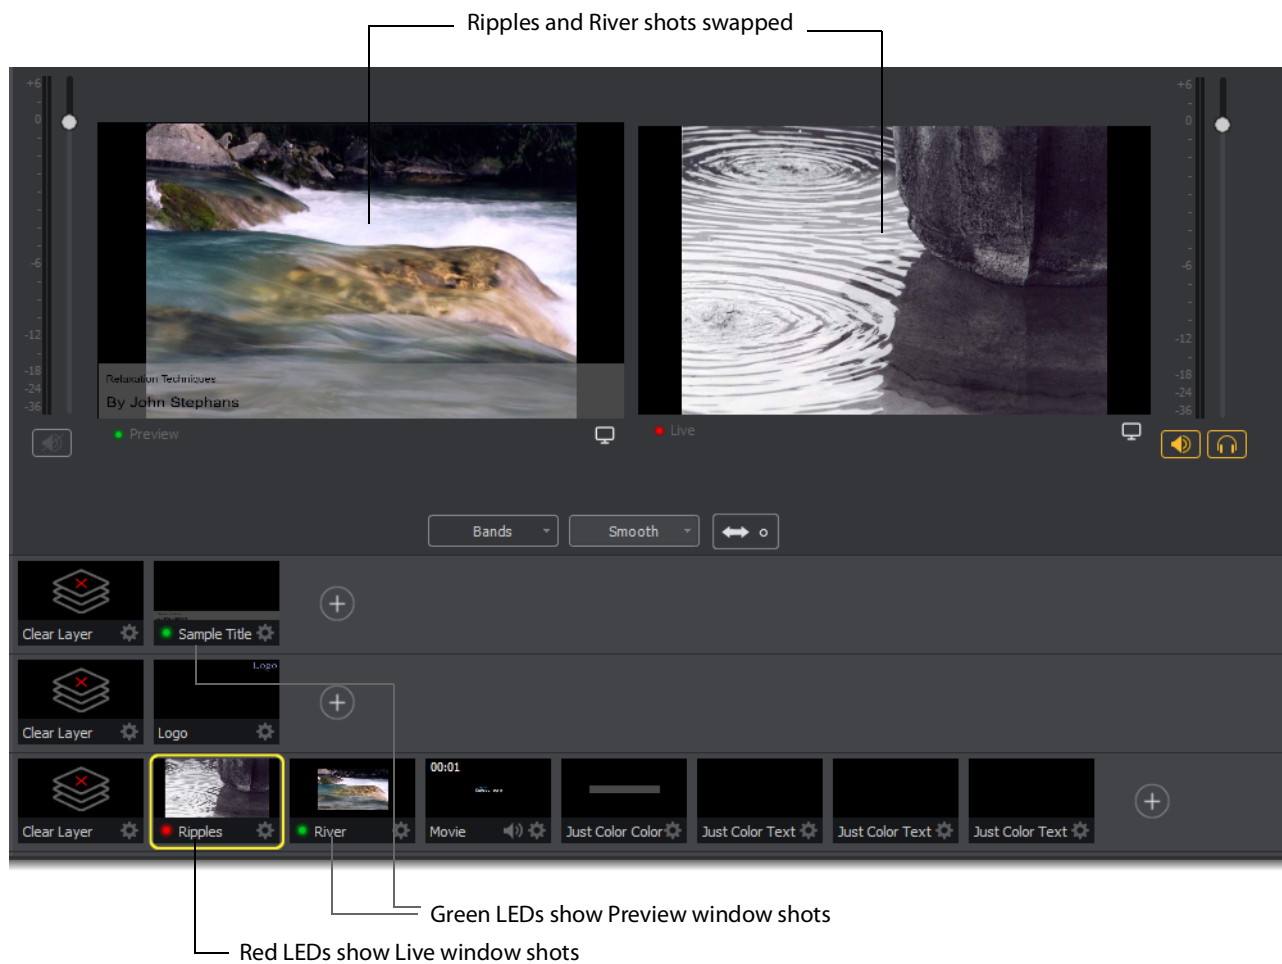 Ripples and River shots swapped
+6
0
-6
-12
-18
-24
-36
+6
0
-6
-12
-18
-24
-36
Relaxation Techniques
By John Stephans
Preview
Live
Bands
Smooth
Clear Layer
Sample Title
Clear Layer
Logo
Logo
00:01
Clear Layer
Ripples
River
Movie
Just Color Color
Just Color Text
Just Color Text
Just Color Text
Green LEDs show Preview window shots
Red LEDs show Live window shots